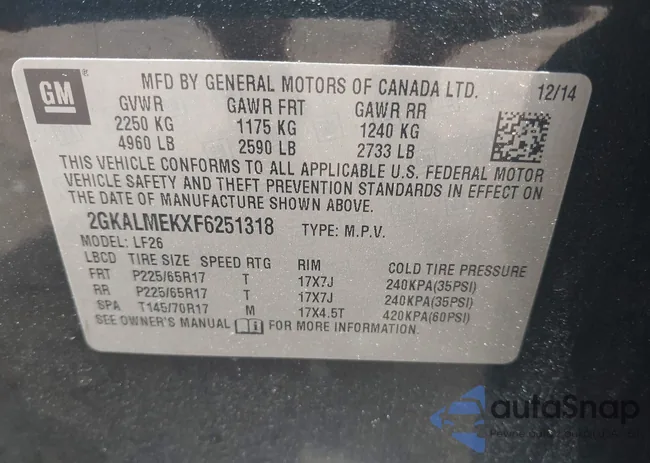 GM ® MFD BY GENERAL MOTORS OF CANADA LTD. 12/14
GVWR GAWR FRT GAWR RR
2250 KG 1175 KG 1240 KG
4960 LB 2590 LB 2733 LB
THIS VEHICLE CONFORMS TO ALL APPLICABLE U.S. FEDERAL MOTOR
VEHICLE SAFETY AND THEFT PREVENTION STANDARDS IN EFFECT ON
THE DATE OF MANUFACTURE SHOWN ABOVE.
2GKALMEKXF6251318 TYPE: M.P.V.
MODEL: LF26
LBCD TIRE SIZE SPEED RTG RIM COLD TIRE PRESSURE
FRT P225/65R17 T 17X7J 240KPA(35PSI)
RR P225/65R17 T 17X7J 240KPA(35PSI)
SPA T145/70R17 M 17X4.5T 420KPA(60PSI)
SEE OWNER'S MANUAL FOR MORE INFORMATION.
autoSnap